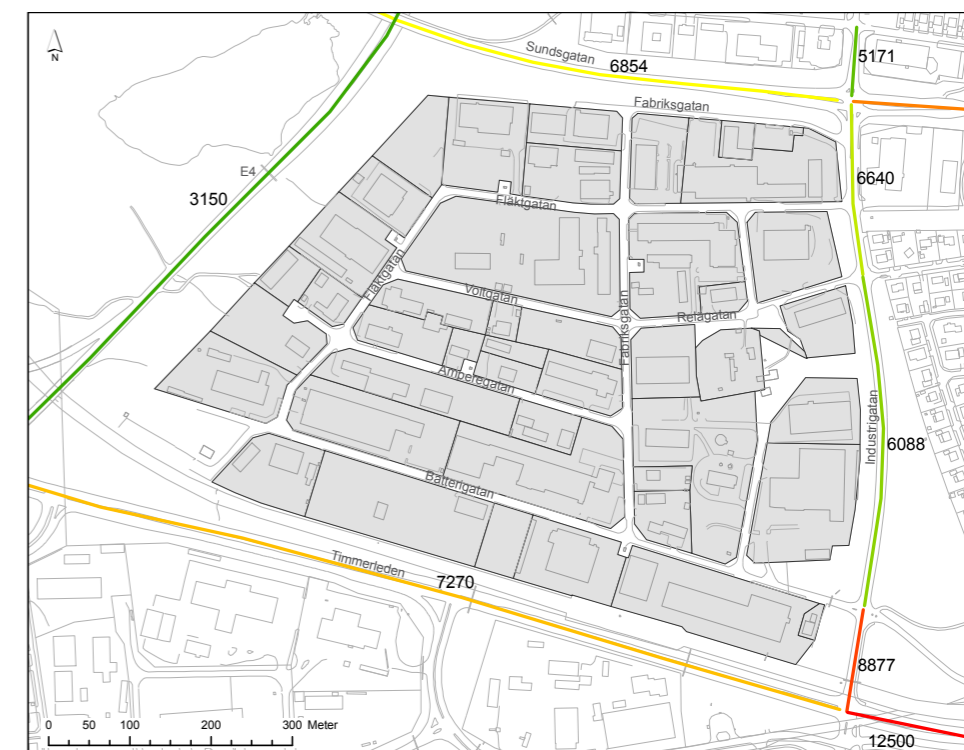 N
Sundsgatan
6854
5171
Fabriksgatan
E4
3150
6640
Fläktgatan
Fläktgatan
Voltgatan
Fabriksgatan
Relägatan
Amperegatan
Industrigatan
6088
Batterigatan
Timmerleden
7270
8877
0 50 100 200 300 Meter
12500